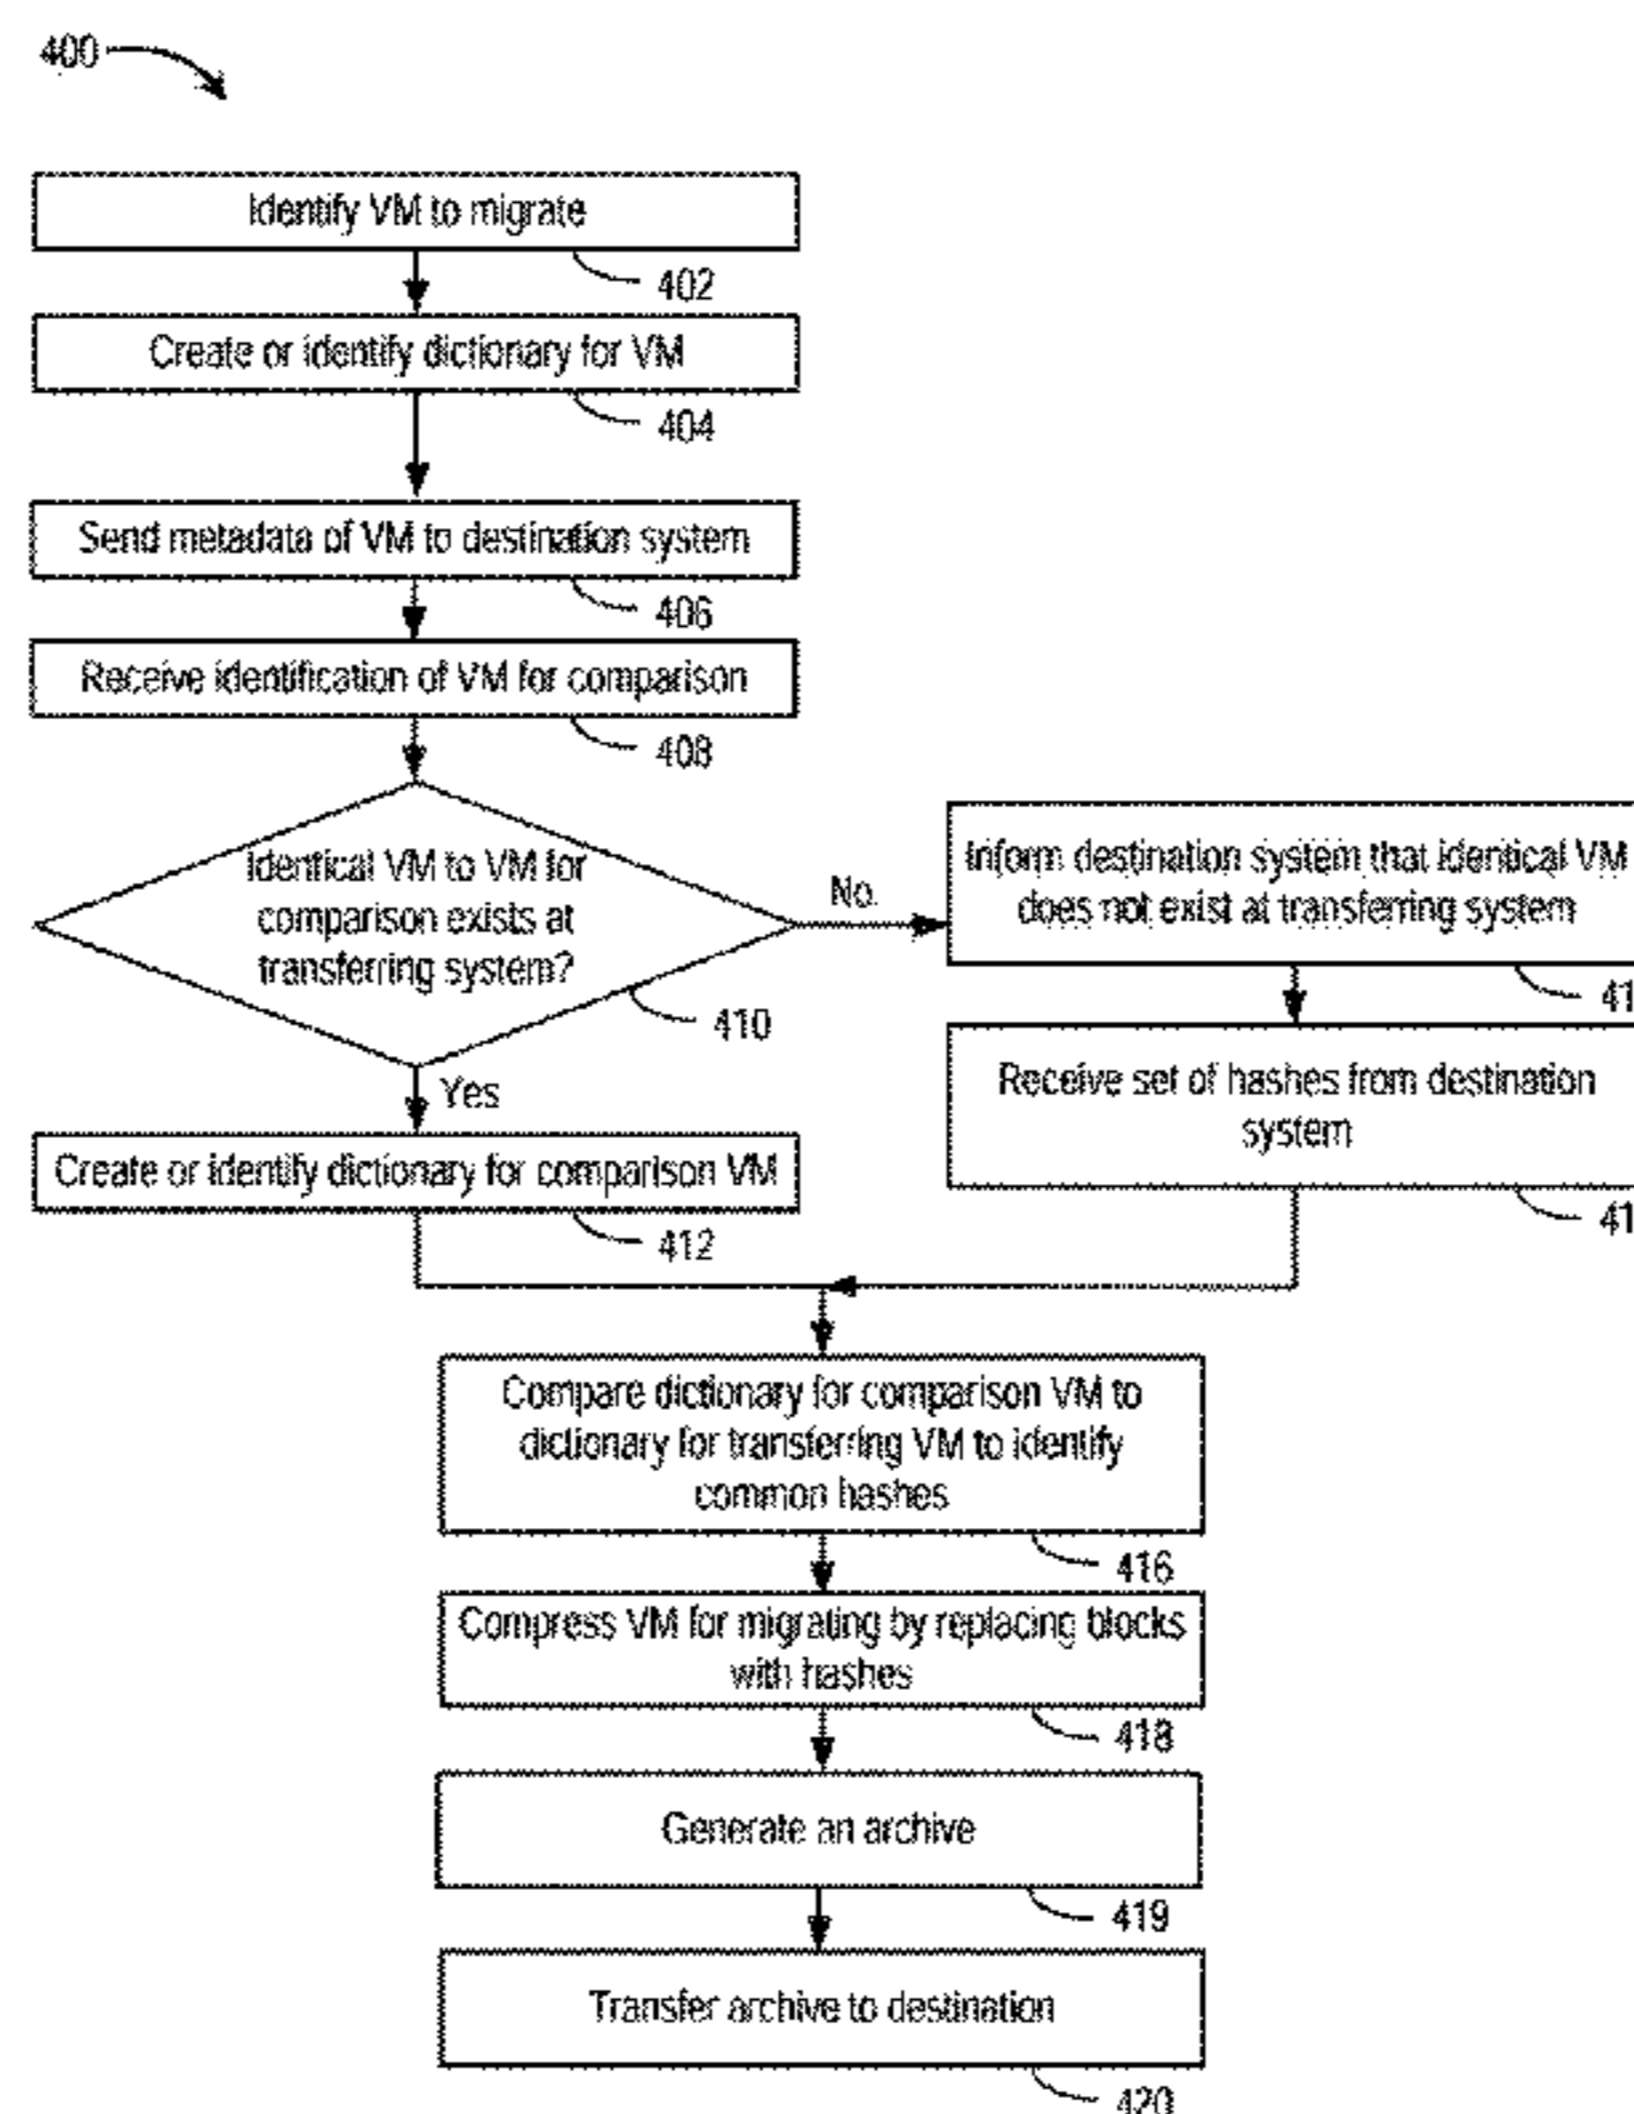 400
Identify VM to migrate
402
Create or identify dictionary for VM
404
Send metadata of VM to destination system
406
Receive identification of VM for comparison
408
Identical VM to VM for
comparison exists at
transferring system?
410
No
Inform destination system that identical VM
does not exist at transferring system
41
Receive set of hashes from destination
system
41
Yes
Create or identify dictionary for comparison VM
412
Compare dictionary for comparison VM to
dictionary for transferring VM to identify
common hashes
416
Compress VM for migrating by replacing blocks
with hashes
418
Generate an archive
419
Transfer archive to destination
420